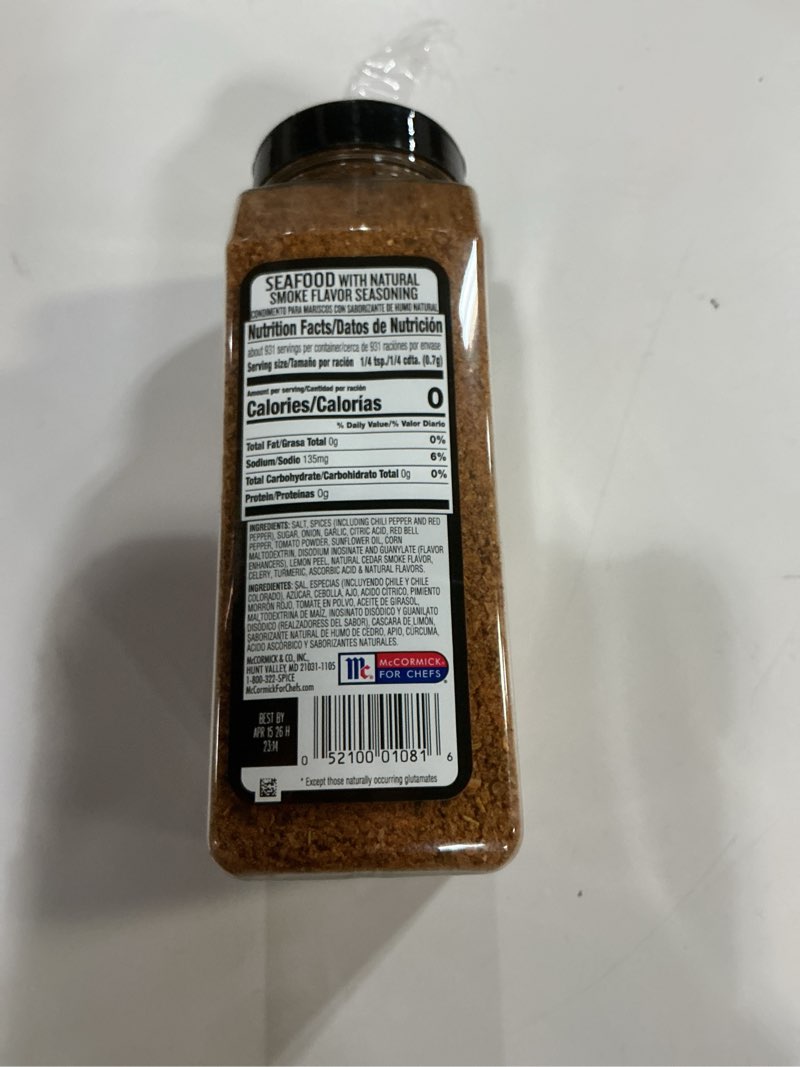 SEAFOOD WITH NATURAL
SMOKE FLAVOR SEASONING
CONDIMENTO PARA MARISCOS CON SABORIZANTE DE HUMO NATURAL
Nutrition Facts/Datos de Nutrición
about 931 servings per container/cerca de 931 raciónes por envase
Serving size/Tamaño por ración 1/4 tsp./1/4 cdta. (0.7g)
Amount per serving/Cantidad por ración
Calories/Calorías 0
% Daily Value/% Valor Diario
Total Fat/Grasa Total 0g 0%
Sodium/Sodio 135mg 6%
Total Carbohydrate/Carbohidrato Total 0g 0%
Protein/Proteinas 0g
INGREDIENTS: SALT, SPICES (INCLUDING CHILI PEPPER AND RED
PEPPER), SUGAR, ONION, GARLIC, CITRIC ACID, RED BELL
PEPPER, TOMATO POWDER, SUNFLOWER OIL, CORN
MALTODEXTRIN, DISODIUM INOSINATE AND GUANYLATE (FLAVOR
ENHANCERS), LEMON PEEL, NATURAL CEDAR SMOKE FLAVOR,
CELERY, TURMERIC, ASCORBIC ACID & NATURAL FLAVORS.
INGREDIENTES: SAL, ESPECIAS (INCLUYENDO CHILE Y CHILE
COLORADO), AZÚCAR, CEBOLLA, AJO, ÁCIDO CÍTRICO, PIMIENTO
MORRÓN ROJO, TOMATE EN POLVO, ACEITE DE GIRASOL,
MALTODEXTRINA DE MAÍZ, INOSINATO DISÓDICO Y GUANILATO
DISÓDICO (REALZADORESS DEL SABOR), CASCARA DE LIMÓN,
SABORIZANTE NATURAL DE HUMO DE CEDRO, APIO, CÚRCUMA,
ÁCIDO ASCÓRBICO Y SABORIZANTES NATURALES.
McCORMICK & CO., INC.
HUNT VALLEY, MD 21031-1105
1-800-322-SPICE
McCormickForChefs.com
Mc.
McCORMICK®
FOR CHEFS®
BEST BY
APR 15 26 H
23:14
0 52100 01081 6
* Except those naturally occurring glutamates